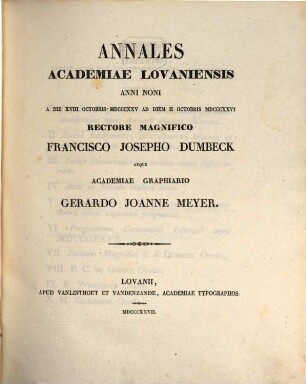 ANNALES
ACADEMIAE LOVANIENSIS
ANNI NONI
A DIE XVIII OCTOBRIS MDCCCXXV AD DIEM II OCTOBRIS MDCCCXXVI
RECTORE MAGNIFICO
FRANCISCO JOSEPHO DUMBECK
ATQUE
ACADEMIAE GRAPHIARIO
GERARDO JOANNE MEYER.
LOVANII,
APUD VANLINTHOUT ET VANDENZANDE, ACADEMIAE TYPOGRAPHOS.
MDCCCXXVII.